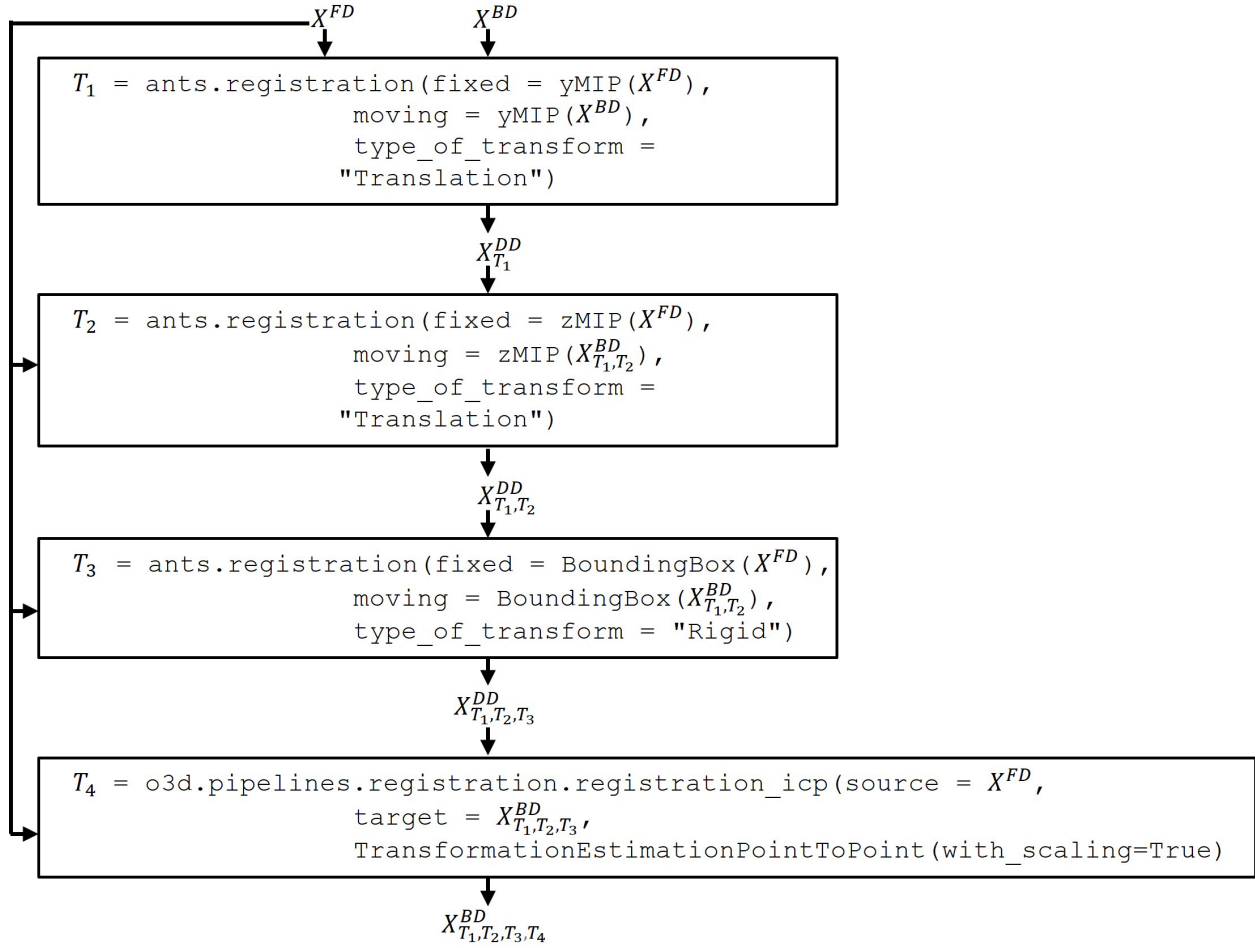 X^{FD} X^{BD}
T_1 = ants.registration(fixed = yMIP(X^{FD}),
moving = yMIP(X^{BD}),
type_of_transform =
"Translation")
X^{DD}_{T_1}
T_2 = ants.registration(fixed = zMIP(X^{FD}),
moving = zMIP(X^{BD}_{T_1,T_2}),
type_of_transform =
"Translation")
X^{DD}_{T_1,T_2}
T_3 = ants.registration(fixed = BoundingBox(X^{FD}),
moving = BoundingBox(X^{BD}_{T_1,T_2}),
type_of_transform = "Rigid")
X^{DD}_{T_1,T_2,T_3}
T_4 = o3d.pipelines.registration.registration_icp(source = X^{FD},
target = X^{BD}_{T_1,T_2,T_3},
TransformationEstimationPointToPoint(with_scaling=True)
X^{BD}_{T_1,T_2,T_3,T_4}